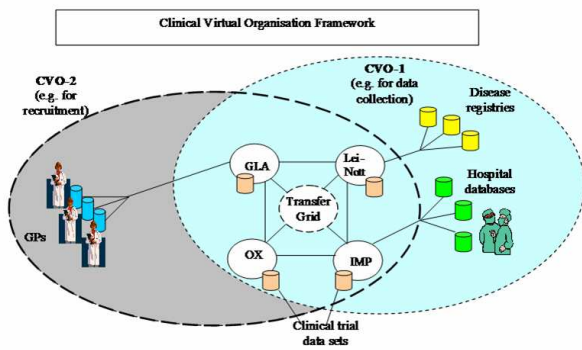 Clinical Virtual Organisation Framework
CVO-2
(e.g. for
recruitment)
CVO-1
(e.g. for data
collection)
Disease
registries
GLA
Lei-
Nott
Transfer
Grid
Hospital
databases
GPs
OX
IMP
Clinical trial
data sets